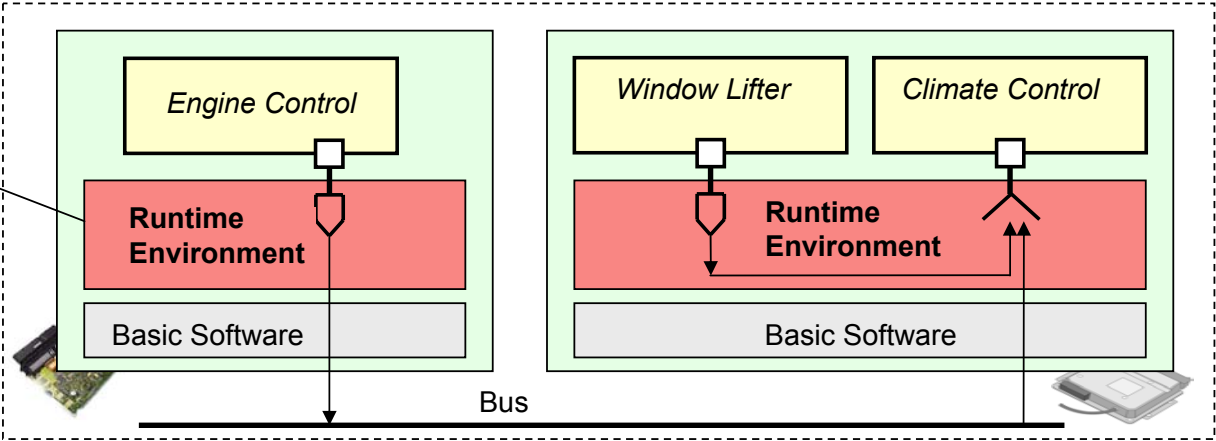 Engine Control
Runtime
Environment
Basic Software
Window Lifter
Climate Control
Runtime
Environment
Basic Software
Bus